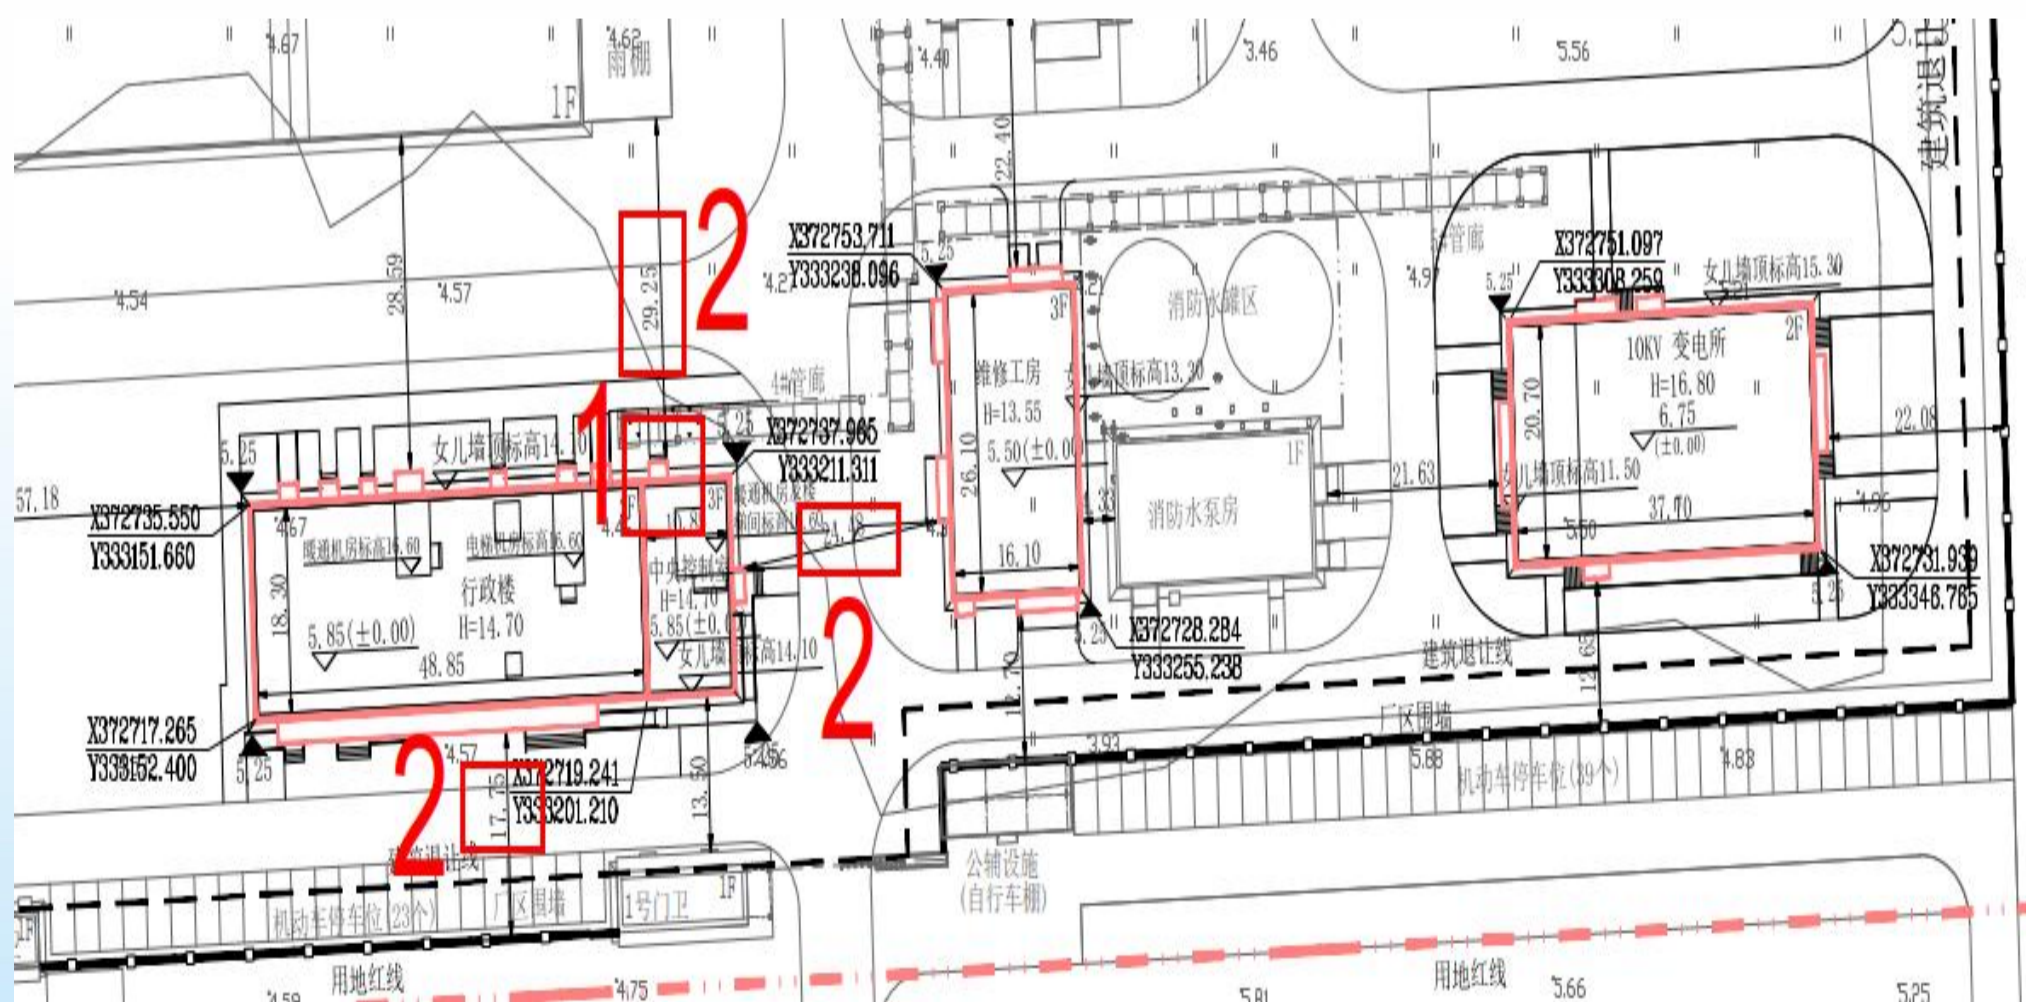 4.67
4.62
雨棚
1F
4.40
3.46
5.56
建筑退
22.40
2
28.59
29.25
4.54
4.57
X372753.711
Y333238.096
5.25
管廊
X372751.097
Y333308.259
5.25
女儿墙顶标高15.30
消防水罐区
3F
2F
维修工房
H=13.55
5.50(±0.00
女儿墙顶标高13.30
26.10
16.10
10KV 变电所
H=16.80
6.75
(±0.00)
20.70
37.70
22.08
4#管廊
1
X372737.965
Y333211.311
5.25
女儿墙顶标高14.10
57.18
X372735.550
Y333151.660
4.67
暖通机房标高16.60
电梯机房标高16.60
3F
行政楼
H=14.70
5.85(±0.00)
18.30
48.85
中央控制室
H=14.70
5.85(±0.0
女儿墙顶标高14.10
24.48
2
消防水泵房
1F
21.63
女儿墙顶标高11.50
5.50
4.96
X372731.939
Y333346.765
5.25
X372728.284
Y333255.238
5.25
建筑退让线
厂区围墙
X372717.265
Y333152.400
5.25
4.57
2
17.75
X372719.241
Y333201.210
13.50
3.93
5.88
机动车停车位(39个)
4.83
建筑退让线
机动车停车位(23个)
厂区围墙
1号门卫
1F
公辅设施
(自行车棚)
用地红线
4.59
4.75
用地红线
5.66
5.81
5.25